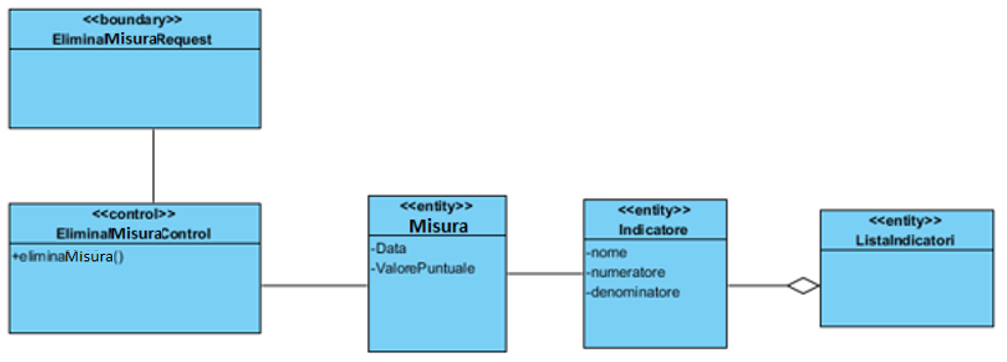 <<boundary>>
EliminaMisuraRequest
<<control>>
EliminalMisuraControl
+eliminaMisura()
<<entity>>
Misura
-Data
-ValorePuntuale
<<entity>>
Indicatore
-nome
-numeratore
-denominatore
<<entity>>
ListaIndicatori